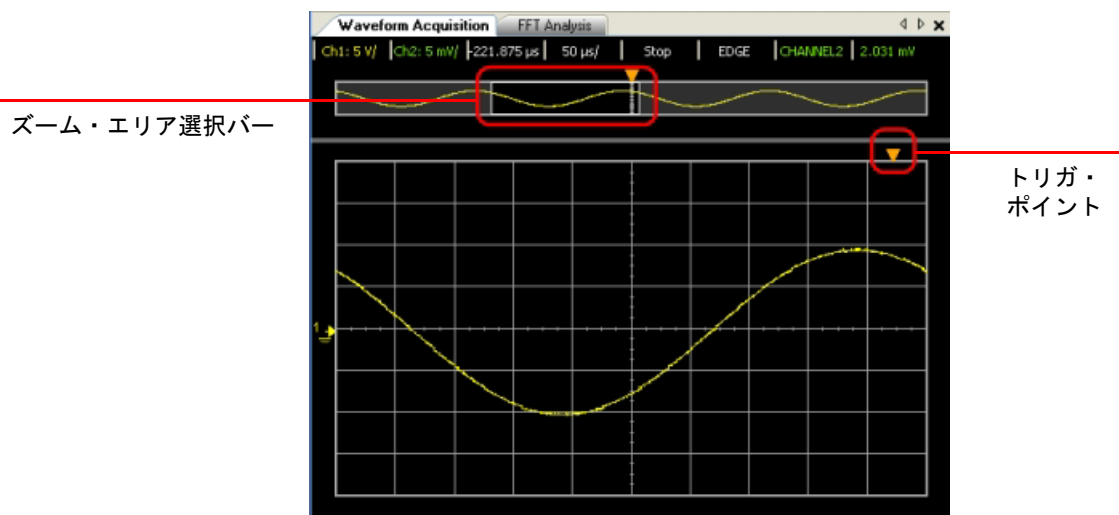 Waveform Acquisition FFT Analysis
Ch1: 5 V/ Ch2: 5 mV/ -221.875 µs 50 µs/ Stop EDGE CHANNEL2 2.031 mV
ズーム・エリア選択バー
トリガ・
ポイント
1